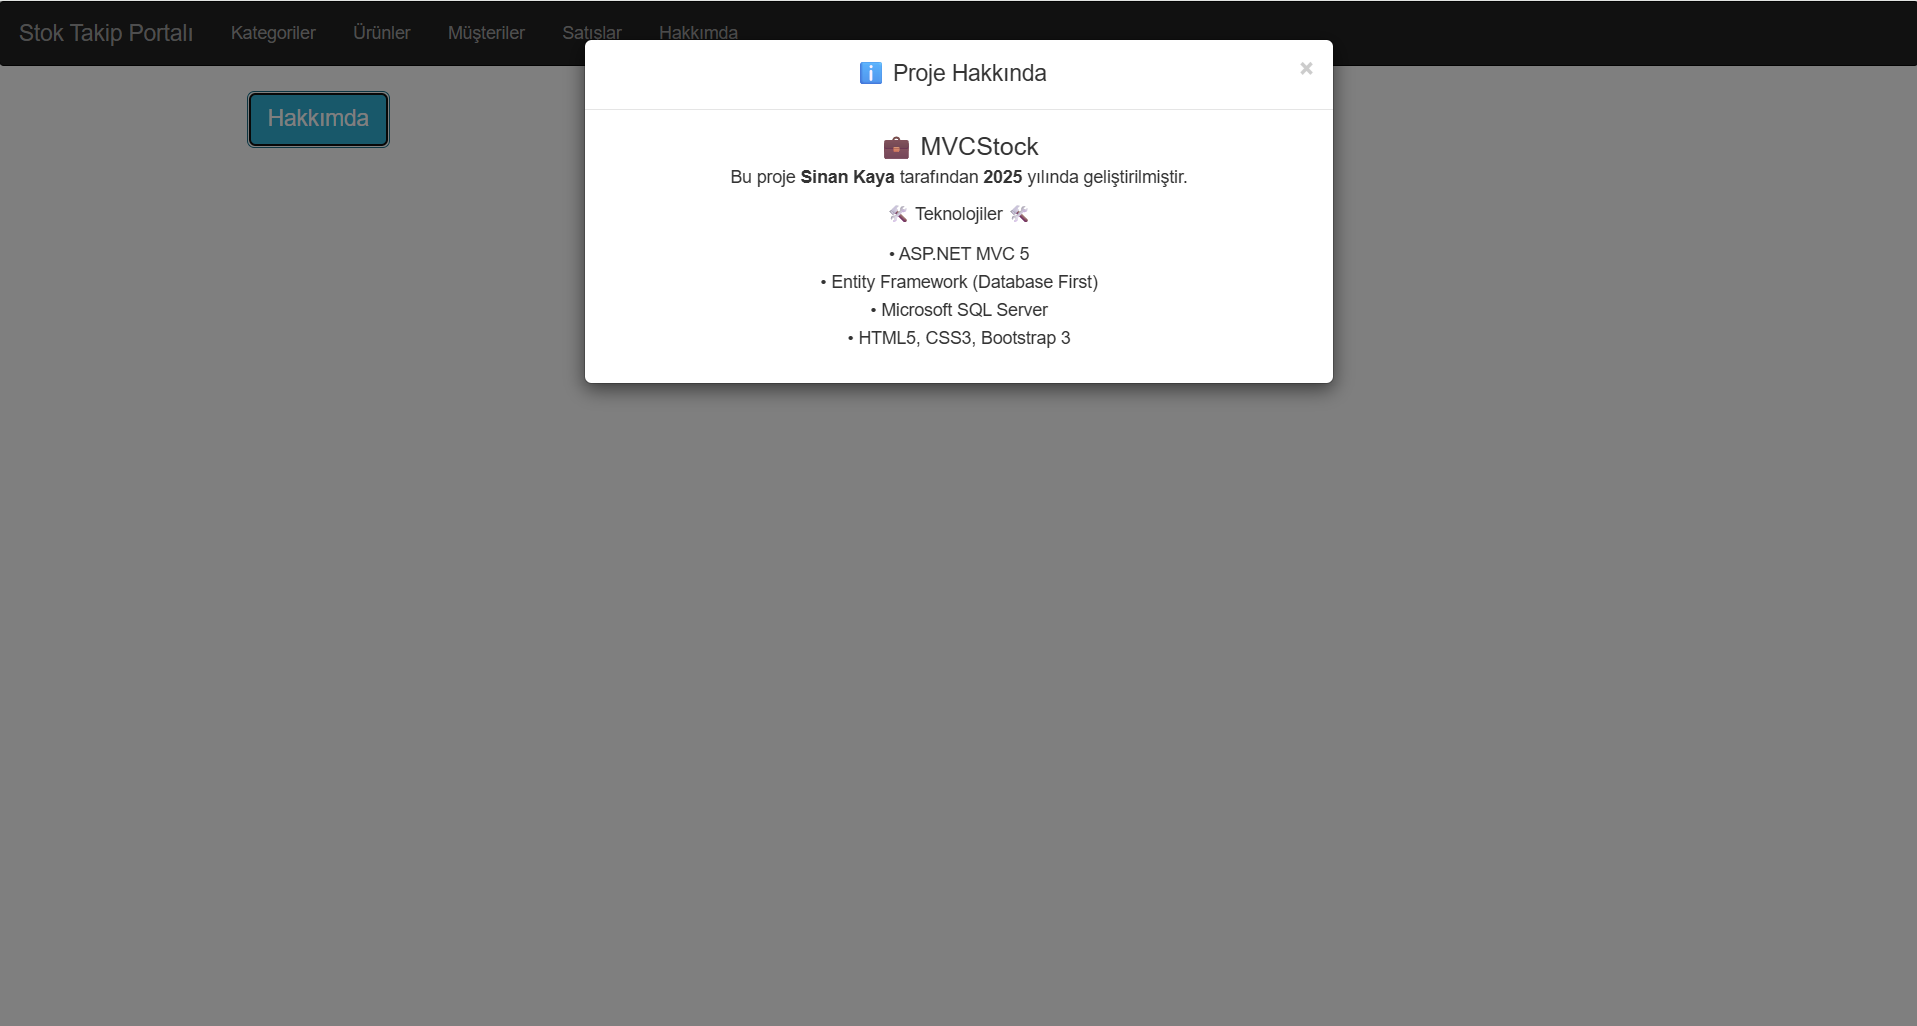 Stok Takip Portalı Kategoriler Ürünler Müşteriler Satışlar Hakkımda
Hakkımda
ℹ️ Proje Hakkında ×
💼 MVCStock
Bu proje Sinan Kaya tarafından 2025 yılında geliştirilmiştir.
🛠️ Teknolojiler 🛠️
• ASP.NET MVC 5
• Entity Framework (Database First)
• Microsoft SQL Server
• HTML5, CSS3, Bootstrap 3